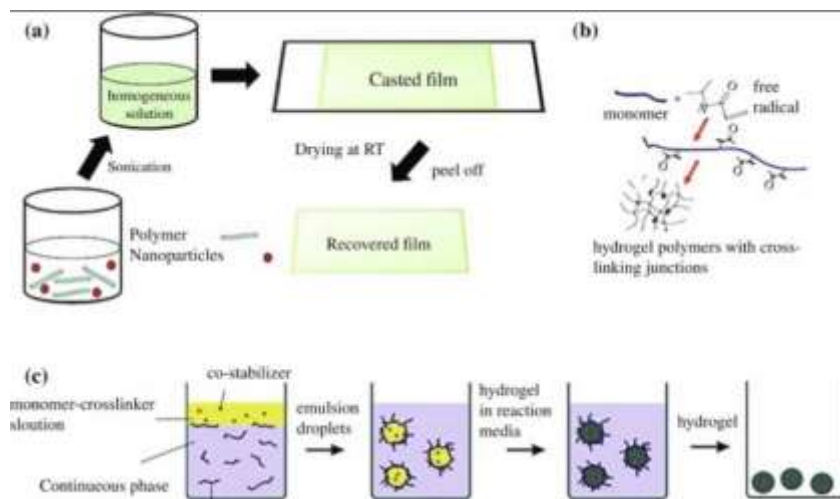 (a)
homogeneous
solution
Casted film
Sonication
Drying at RT
peel off
Polymer
Nanoparticles
Recovered film
(b)
free
radical
monomer
+
hydrogel polymers with cross-
linking junctions
(c)
co-stabilizer
monomer-crosslinker
sloution
Continuous phase
emulsion
droplets
hydrogel
in reaction
media
hydrogel